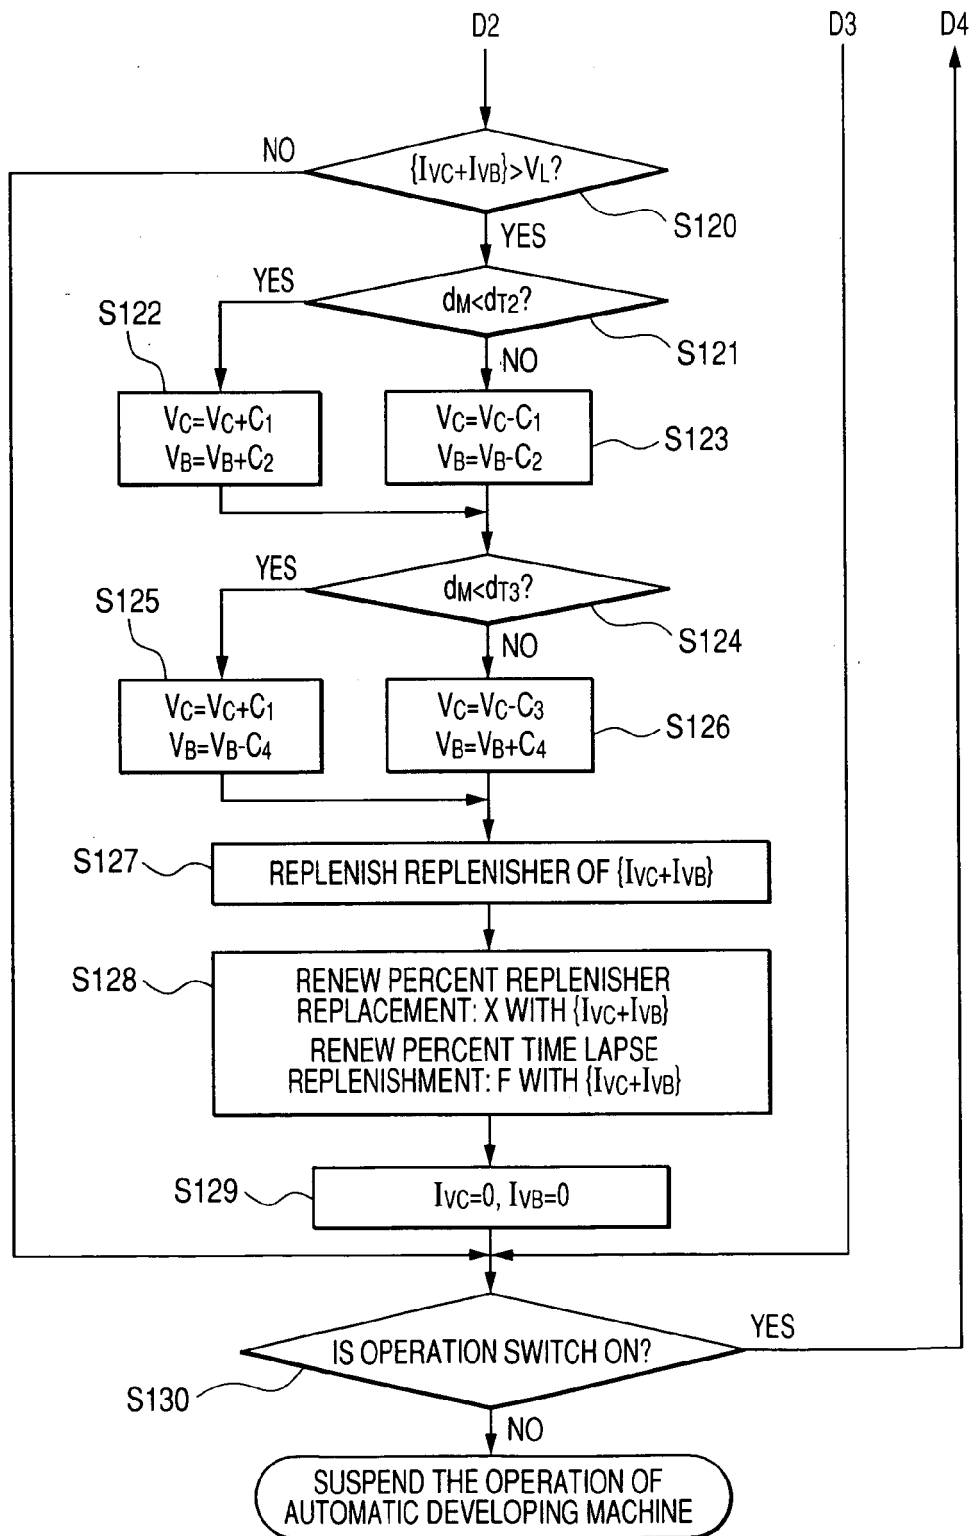 D2
D3
D4
NO
{IVC+IVB}>VL?
S120
YES
YES
dM<dT2?
S122
S121
NO
VC=VC+C1
VB=VB+C2
VC=VC-C1
VB=VB-C2
S123
YES
dM<dT3?
S125
S124
NO
VC=VC+C1
VB=VB-C4
VC=VC-C3
VB=VB+C4
S126
S127
REPLENISH REPLENISHER OF {IVC+IVB}
S128
RENEW PERCENT REPLENISHER
REPLACEMENT: X WITH {IVC+IVB}
RENEW PERCENT TIME LAPSE
REPLENISHMENT: F WITH {IVC+IVB}
S129
IVC=0, IVB=0
IS OPERATION SWITCH ON?
YES
S130
NO
SUSPEND THE OPERATION OF
AUTOMATIC DEVELOPING MACHINE